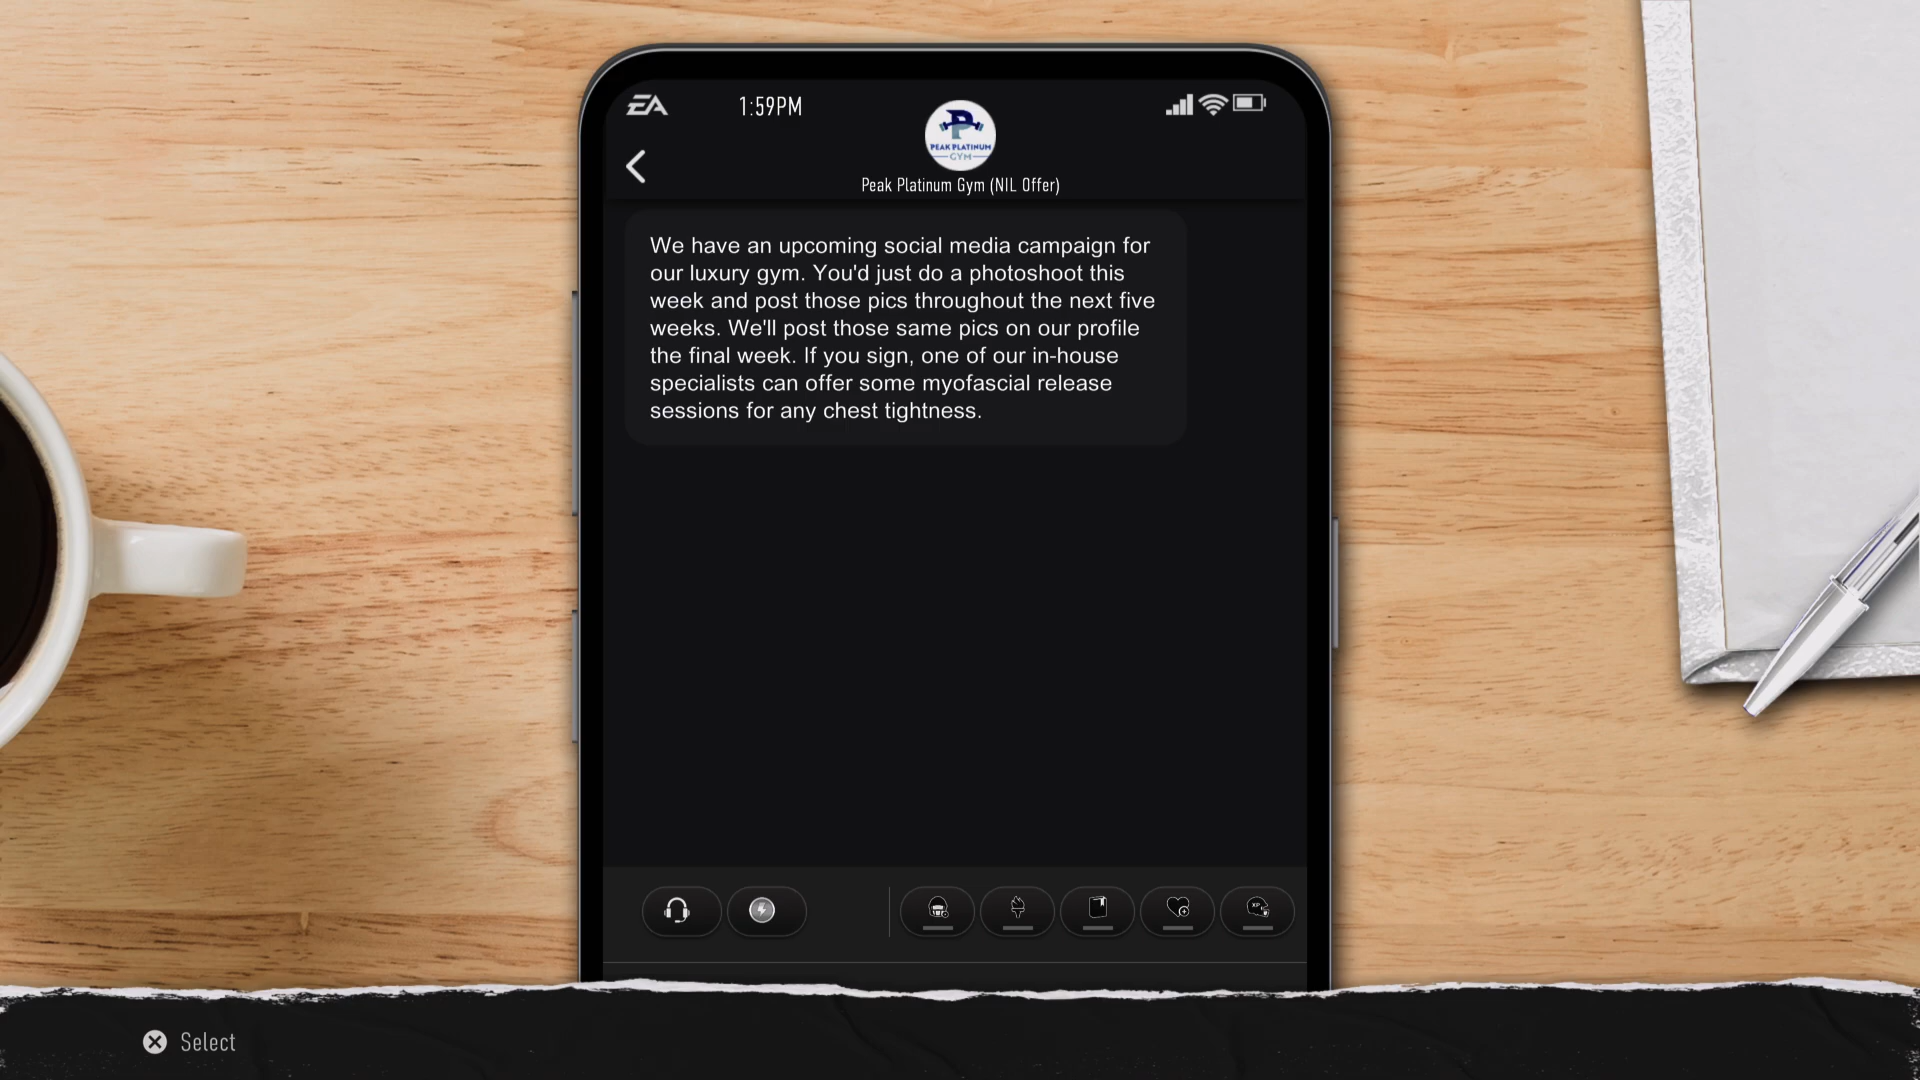 EA
1:59PM
P
PEAK PLATINUM
GYM
Peak Platinum Gym (NIL Offer)
We have an upcoming social media campaign for
our luxury gym. You'd just do a photoshoot this
week and post those pics throughout the next five
weeks. We'll post those same pics on our profile
the final week. If you sign, one of our in-house
specialists can offer some myofascial release
sessions for any chest tightness.
XP
Select